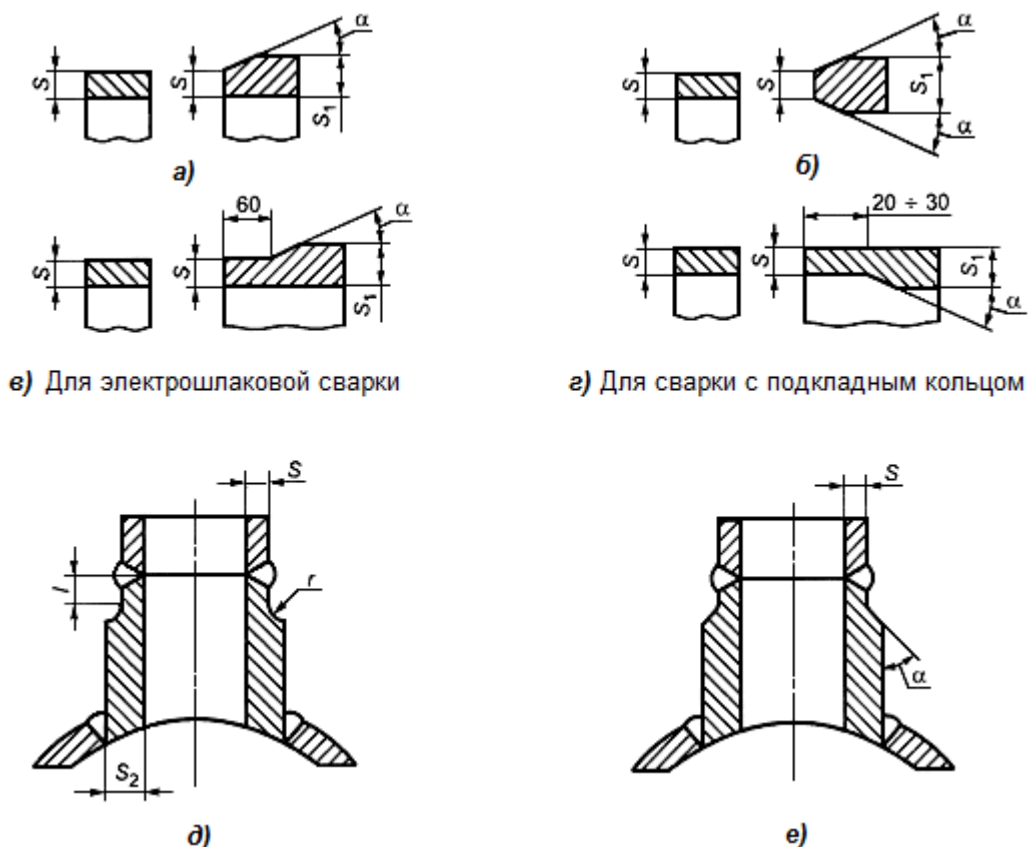 S S S₁ α
S S S₁ α α
а)
б)
60 α
20 ÷ 30
S S S₁
S S S₁ α
в) Для электрошлаковой сварки
г) Для сварки с подкладным кольцом
S
S
l r
α
S₂
д)
е)